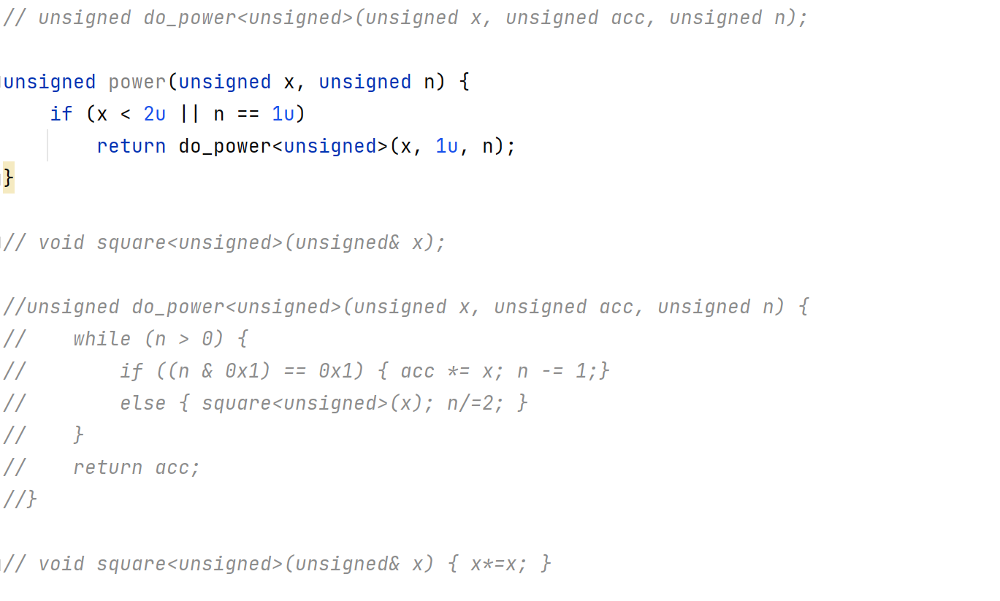 // unsigned do_power<unsigned>(unsigned x, unsigned acc, unsigned n);
unsigned power(unsigned x, unsigned n) {
    if (x < 2u || n == 1u)
        return do_power<unsigned>(x, 1u, n);
}
// void square<unsigned>(unsigned& x);
//unsigned do_power<unsigned>(unsigned x, unsigned acc, unsigned n) {
//    while (n > 0) {
//        if ((n & 0x1) == 0x1) { acc *= x; n -= 1;}
//        else { square<unsigned>(x); n/=2; }
//    }
//    return acc;
//}
// void square<unsigned>(unsigned& x) { x*=x; }